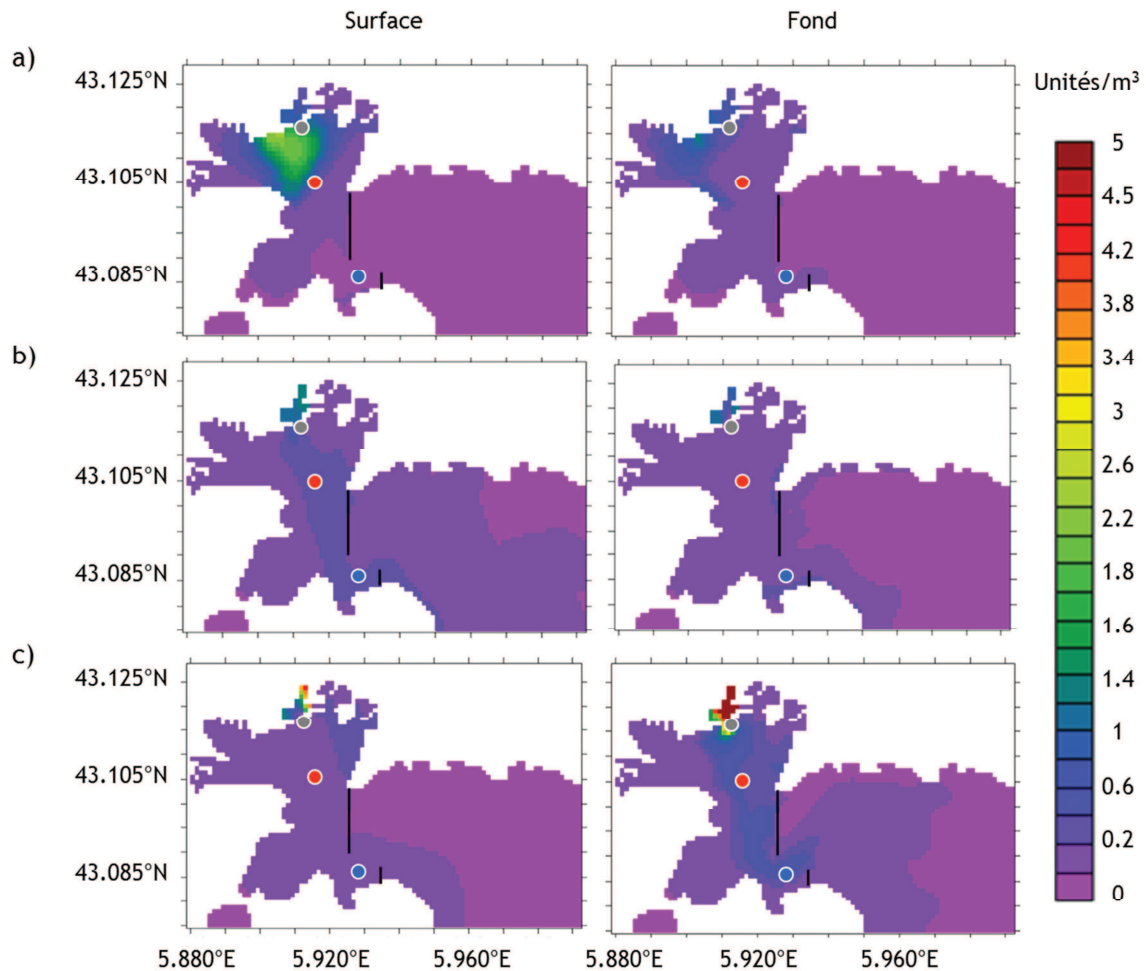 Surface
Fond
a)
43.125°N
43.105°N
43.085°N
b)
43.125°N
43.105°N
43.085°N
c)
43.125°N
43.105°N
43.085°N
5.880°E
5.920°E
5.960°E
5.880°E
5.920°E
5.960°E
Unités/m³
5
4.5
4.2
3.8
3.4
3
2.6
2.2
1.8
1.6
1.4
1
0.6
0.2
0